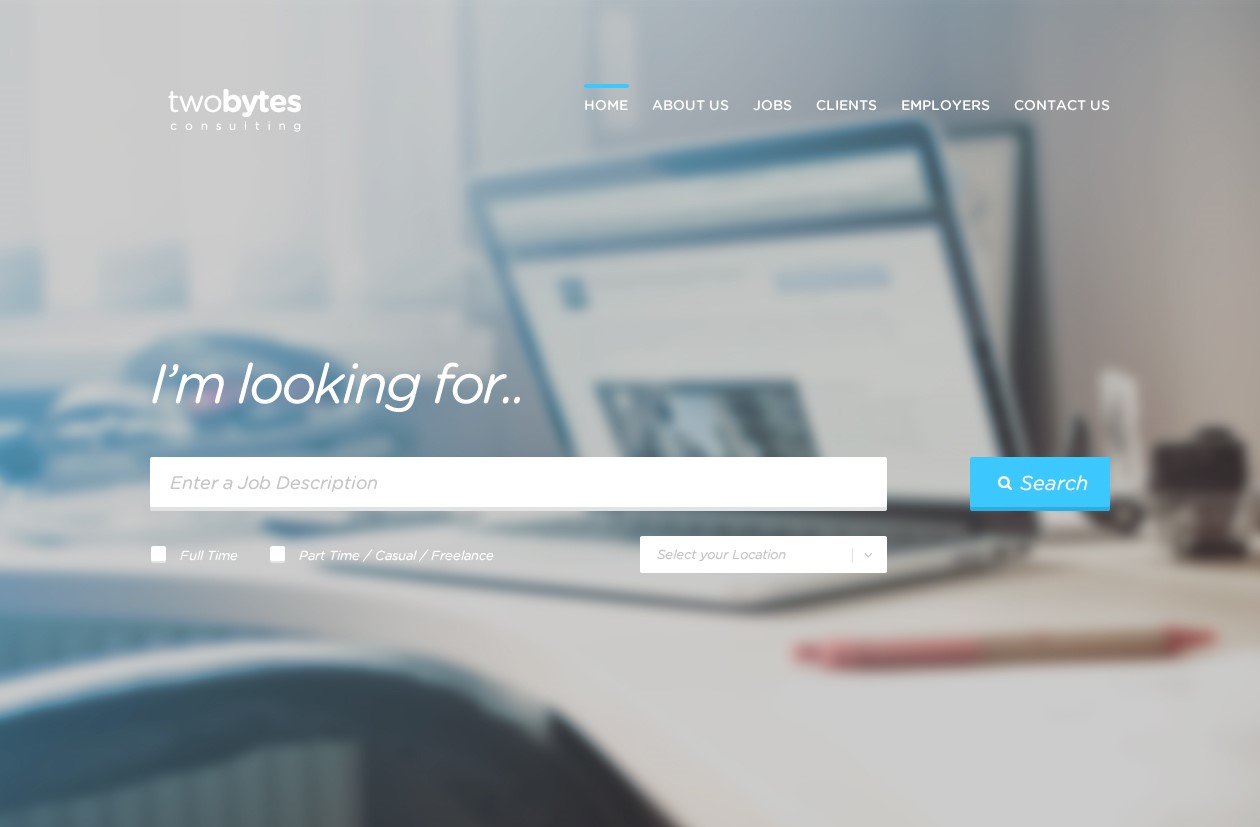 twobytes
consulting
HOME ABOUT US JOBS CLIENTS EMPLOYERS CONTACT US
I'm looking for..
Enter a Job Description
Search
Full Time Part Time / Casual / Freelance Select your Location